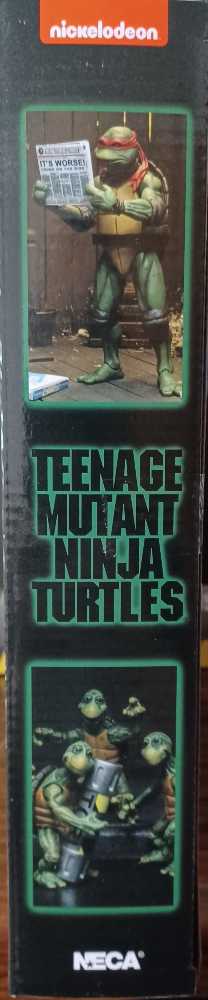 nickelodeon
IT'S WORSE!
TEENAGE
MUTANT
NINJA
TURTLES
NECA®